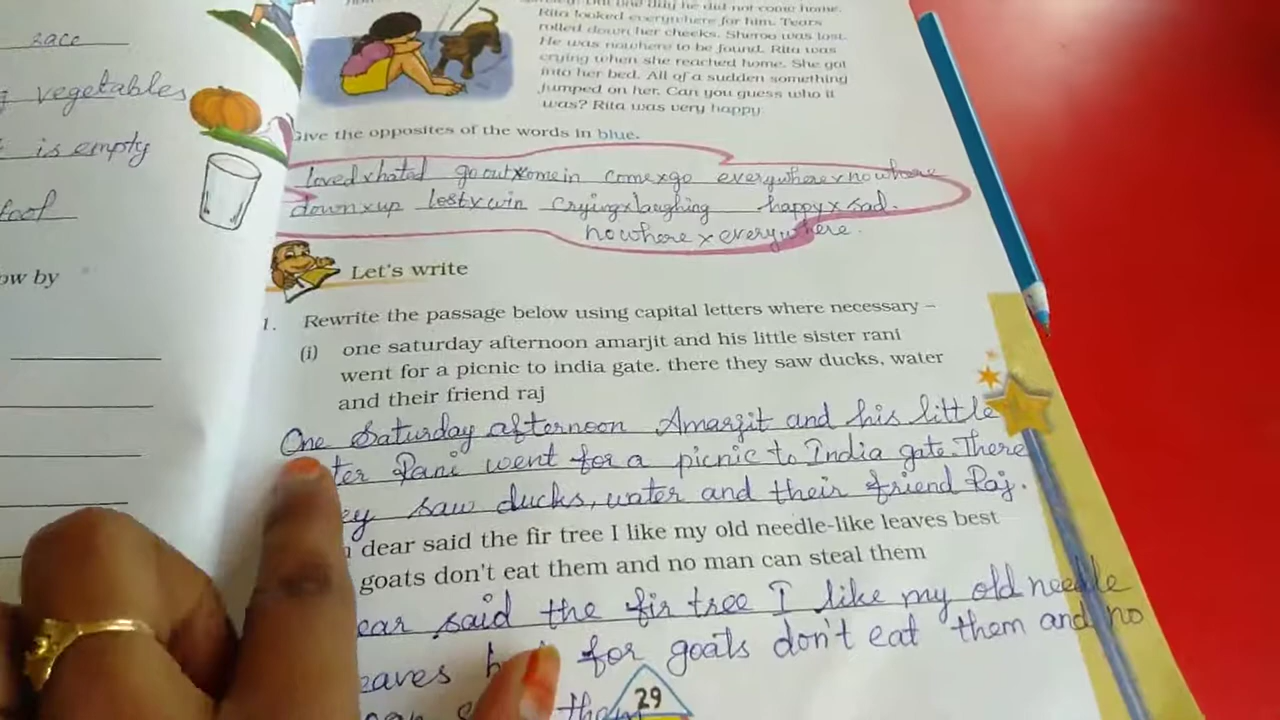 race
vegetables
is empty
ow by
one day he did not come home.
Rita looked everywhere for him. Tears
rolled down her cheeks. Sheroo was lost.
He was nowhere to be found. Rita was
crying when she reached home. She got
into her bed. All of a sudden something
jumped on her. Can you guess who it
was? Rita was very happy
Give the opposites of the words in blue.
loved x hated go out x come in come x go everywhere x nowhere
down x up lost x win crying x laughing happy x sad.
nowhere x everywhere.
Let's write
1. Rewrite the passage below using capital letters where necessary –
(i) one saturday afternoon amarjit and his little sister rani
went for a picnic to india gate. there they saw ducks, water
and their friend raj
One Saturday afternoon Amarjit and his little
ter Rani went for a picnic to India gate. There
ey saw ducks, water and their friend Raj.
dear said the fir tree I like my old needle-like leaves best
goats don't eat them and no man can steal them
ear said the fir tree I like my old needle
eaves for goats don't eat them and no
them
29